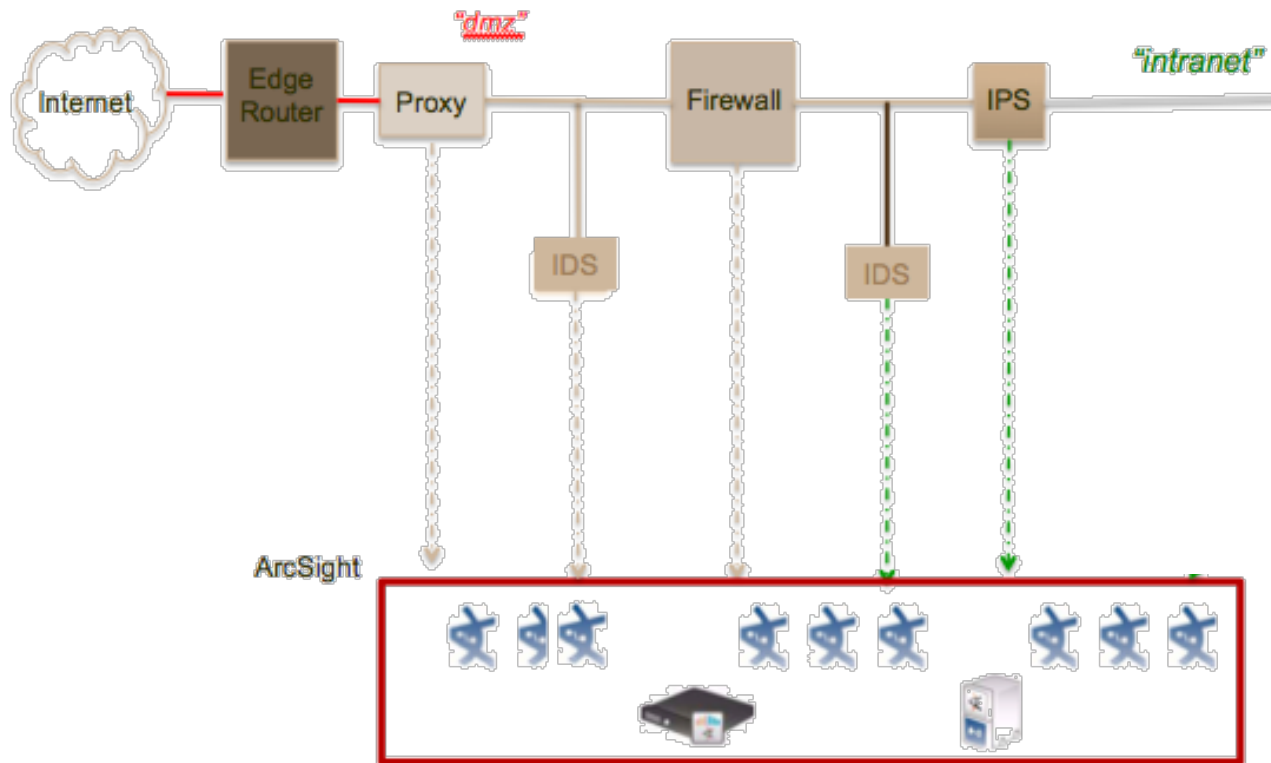 "dmz"
"intranet"
Internet
Edge
Router
Proxy
Firewall
IPS
IDS
IDS
ArcSight